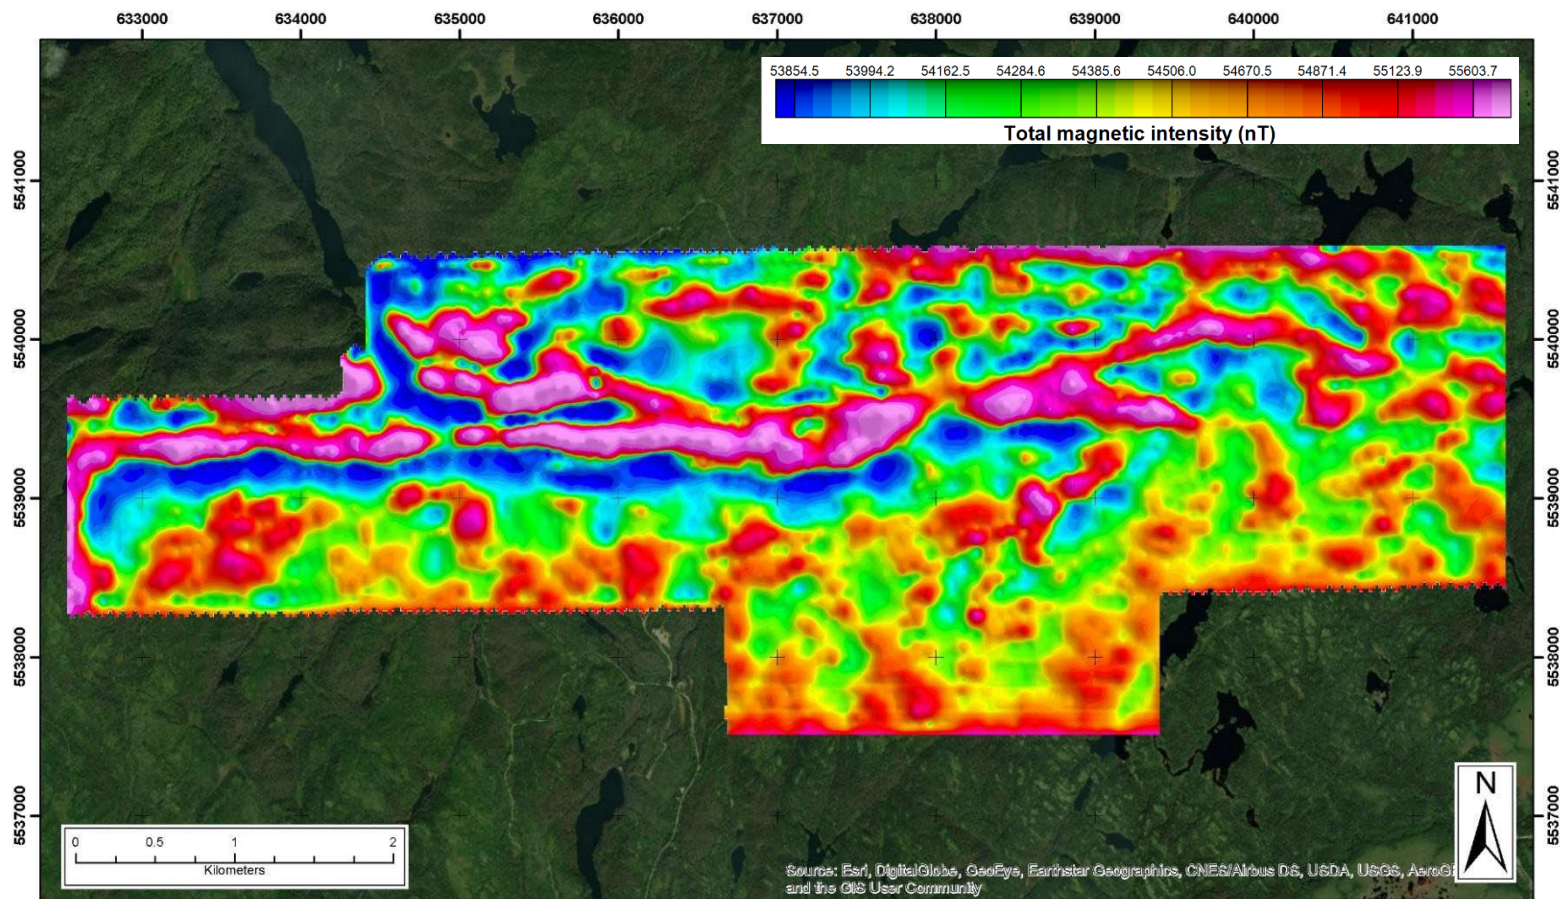 633000 634000 635000 636000 637000 638000 639000 640000 641000
53854.5 53994.2 54162.5 54284.6 54385.6 54506.0 54670.5 54871.4 55123.9 55603.7
Total magnetic intensity (nT)
5541000 5541000
5540000 5540000
5539000 5539000
5538000 5538000
5537000 5537000
N
0 0.5 1 2
Kilometers
Source: Esri, DigitalGlobe, GeoEye, Earthstar Geographics, CNES/Airbus DS, USDA, USGS,
and the GIS User Community